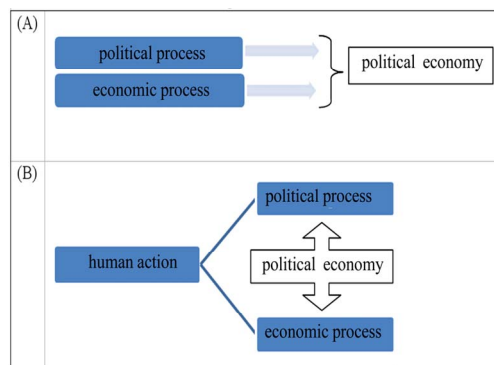 (A)
political process
economic process
political economy
(B)
political process
human action
political economy
economic process